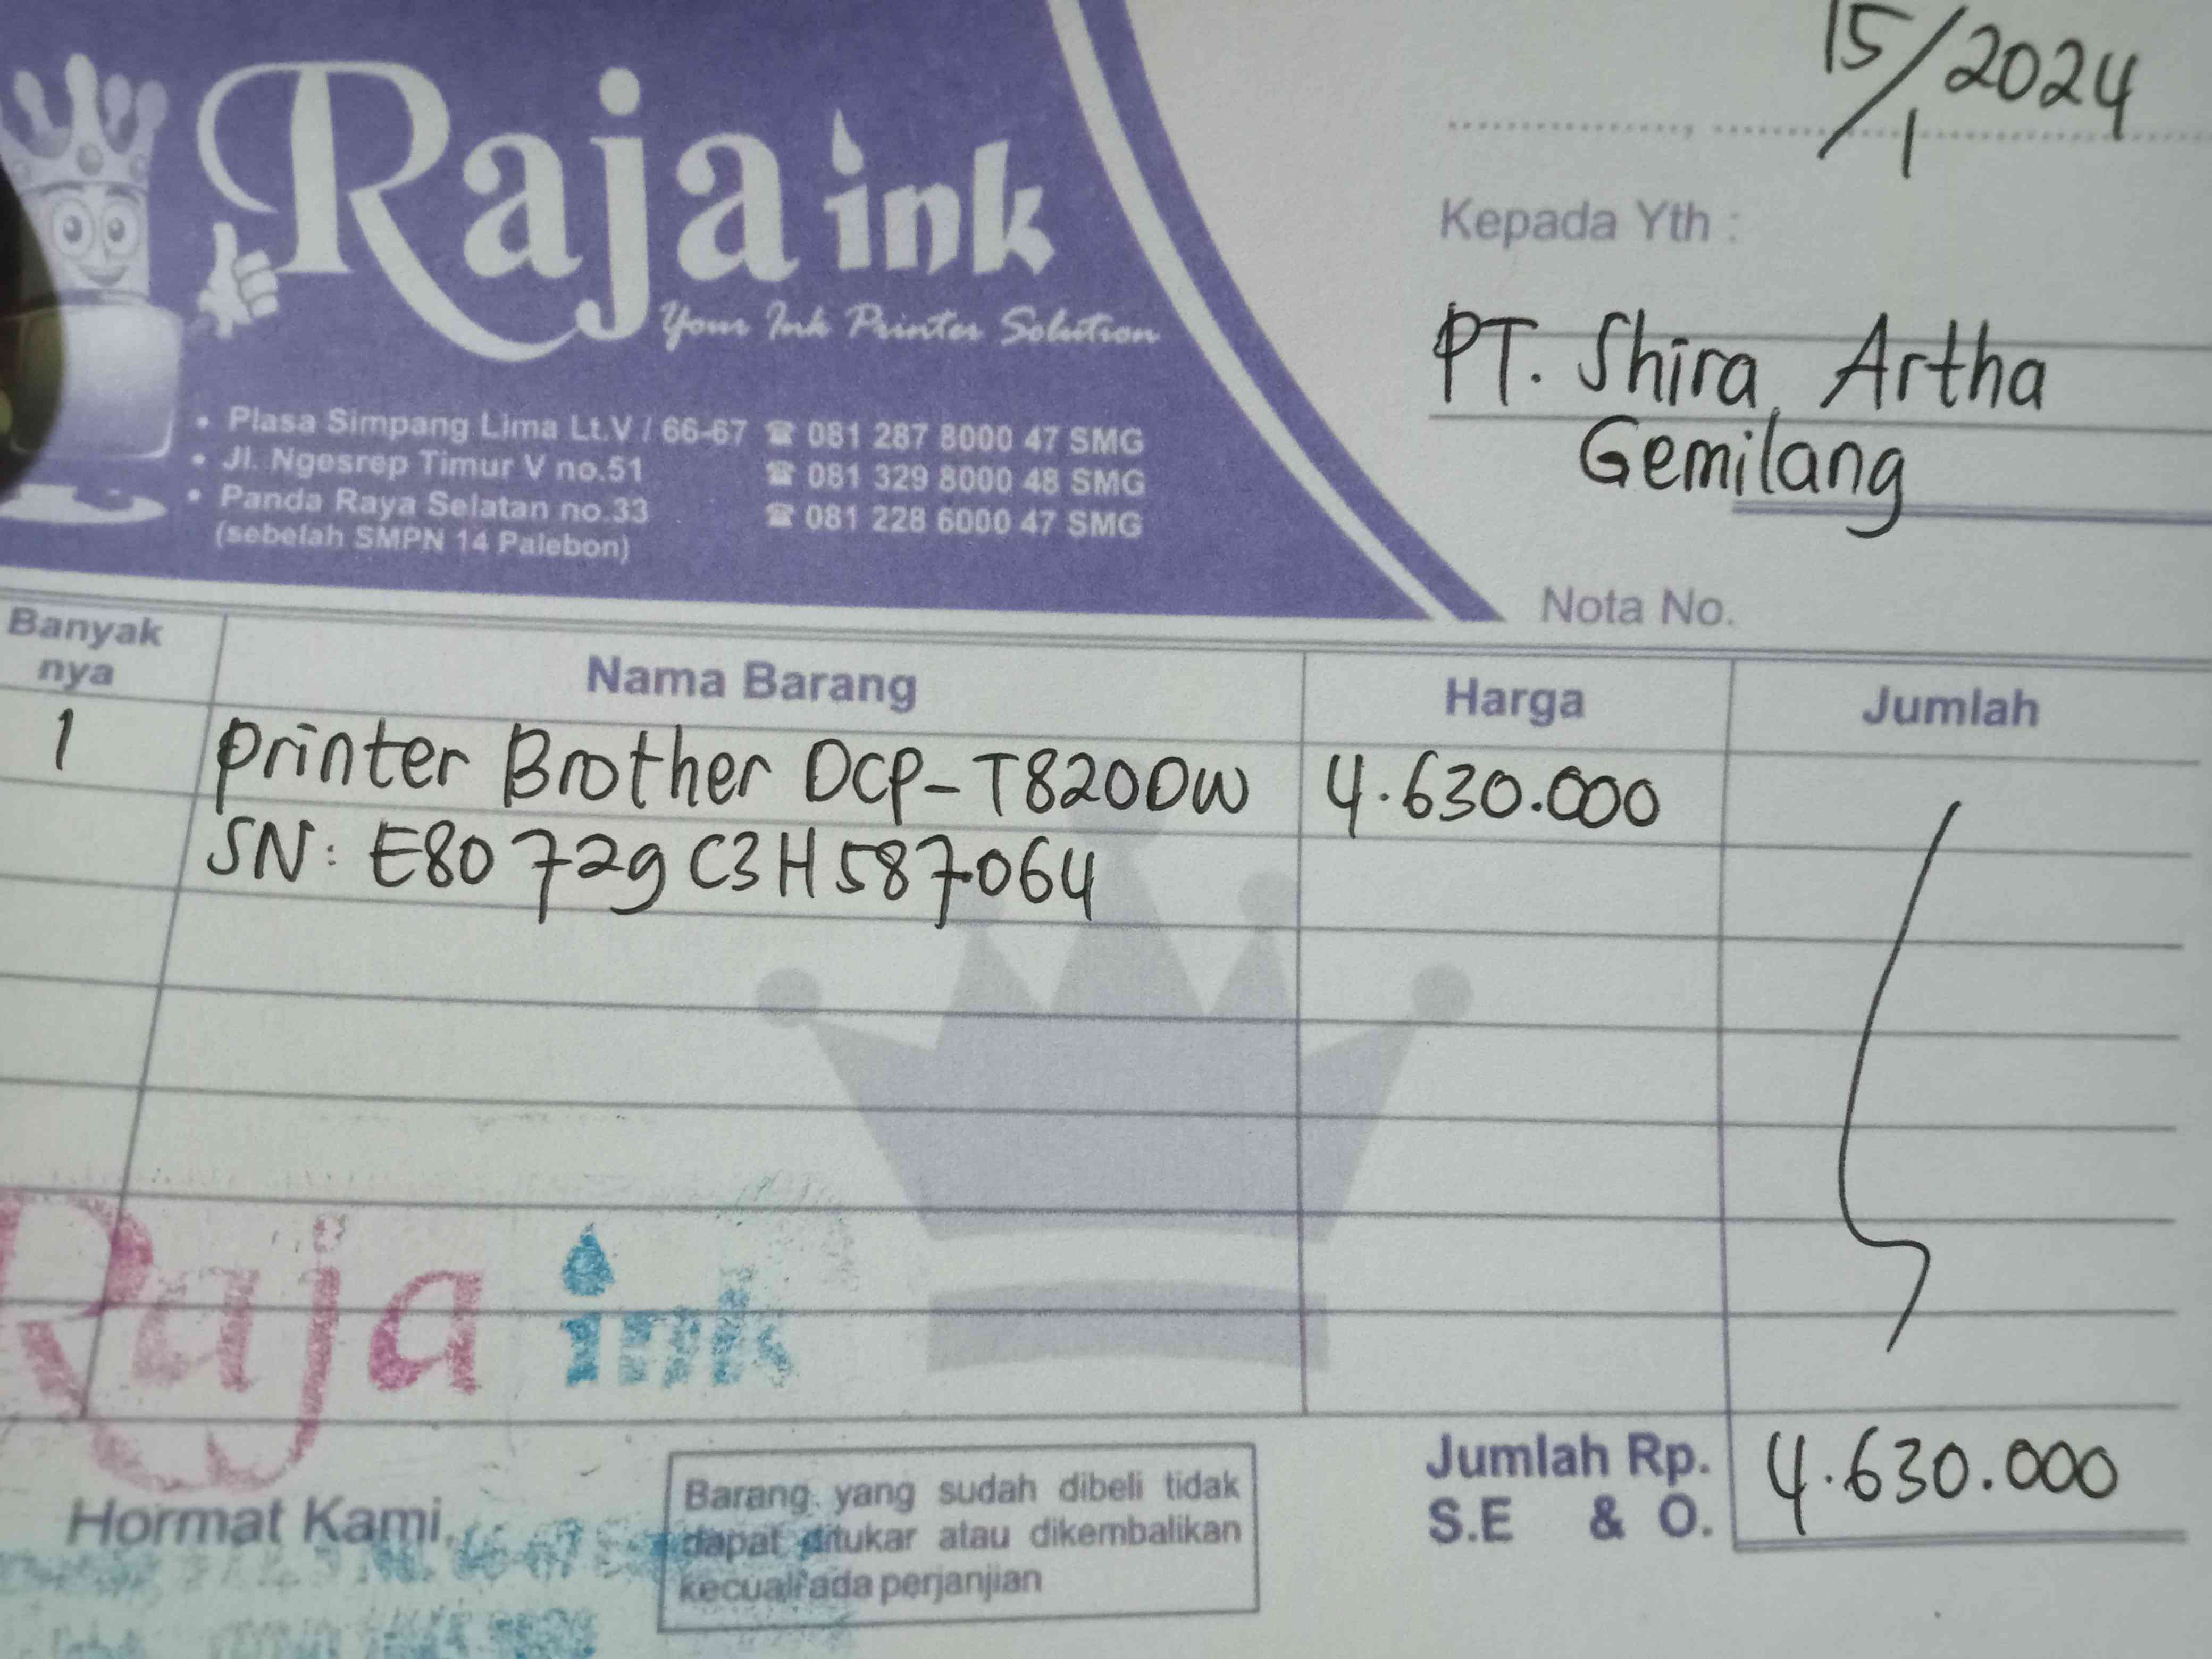 Raja ink
Your Ink Printer Solution
• Plasa Simpang Lima Lt.V / 66-67 ☎ 081 287 8000 47 SMG
• Jl. Ngesrep Timur V no.51 ☎ 081 329 8000 48 SMG
• Panda Raya Selatan no.33 ☎ 081 228 6000 47 SMG
(sebelah SMPN 14 Palebon)
15/1 2024
Kepada Yth :
PT. Shira Artha
Gemilang
Nota No.
Banyak nya Nama Barang Harga Jumlah
1 printer Brother DCP-T820DW 4.630.000
SN: E80729C3H587064
Raja ink
Jumlah Rp. 4.630.000
S.E & O.
Hormat Kami,
Barang yang sudah dibeli tidak
dapat ditukar atau dikembalikan
kecuali ada perjanjian
66-67